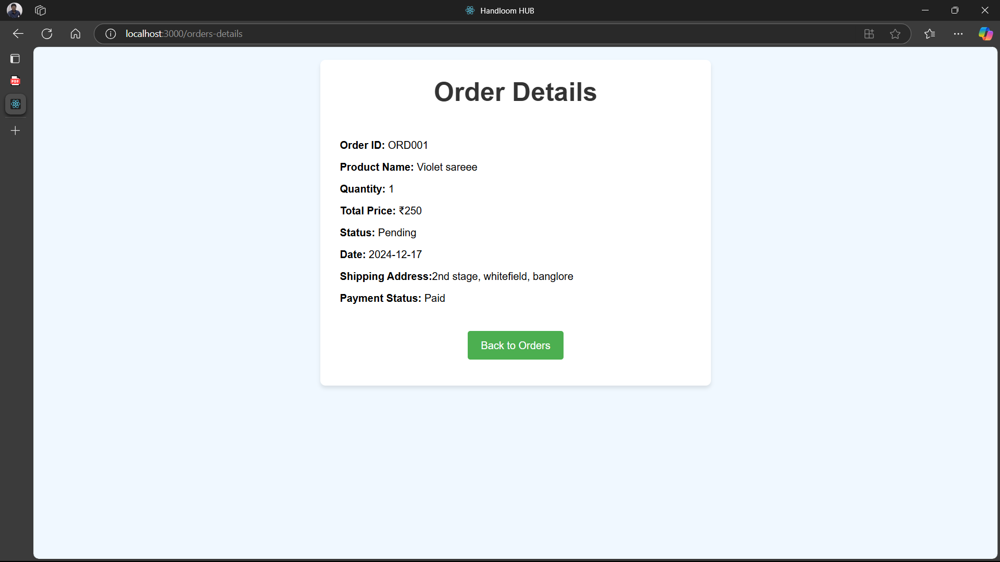 Handloom HUB
localhost:3000/orders-details
PDF
Order Details
Order ID: ORD001
Product Name: Violet sareee
Quantity: 1
Total Price: ₹250
Status: Pending
Date: 2024-12-17
Shipping Address:2nd stage, whitefield, banglore
Payment Status: Paid
Back to Orders